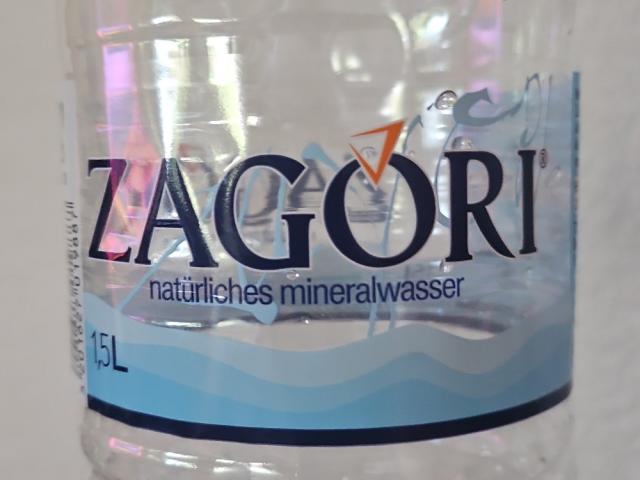 ZAGORI®
natürliches mineralwasser
1,5L